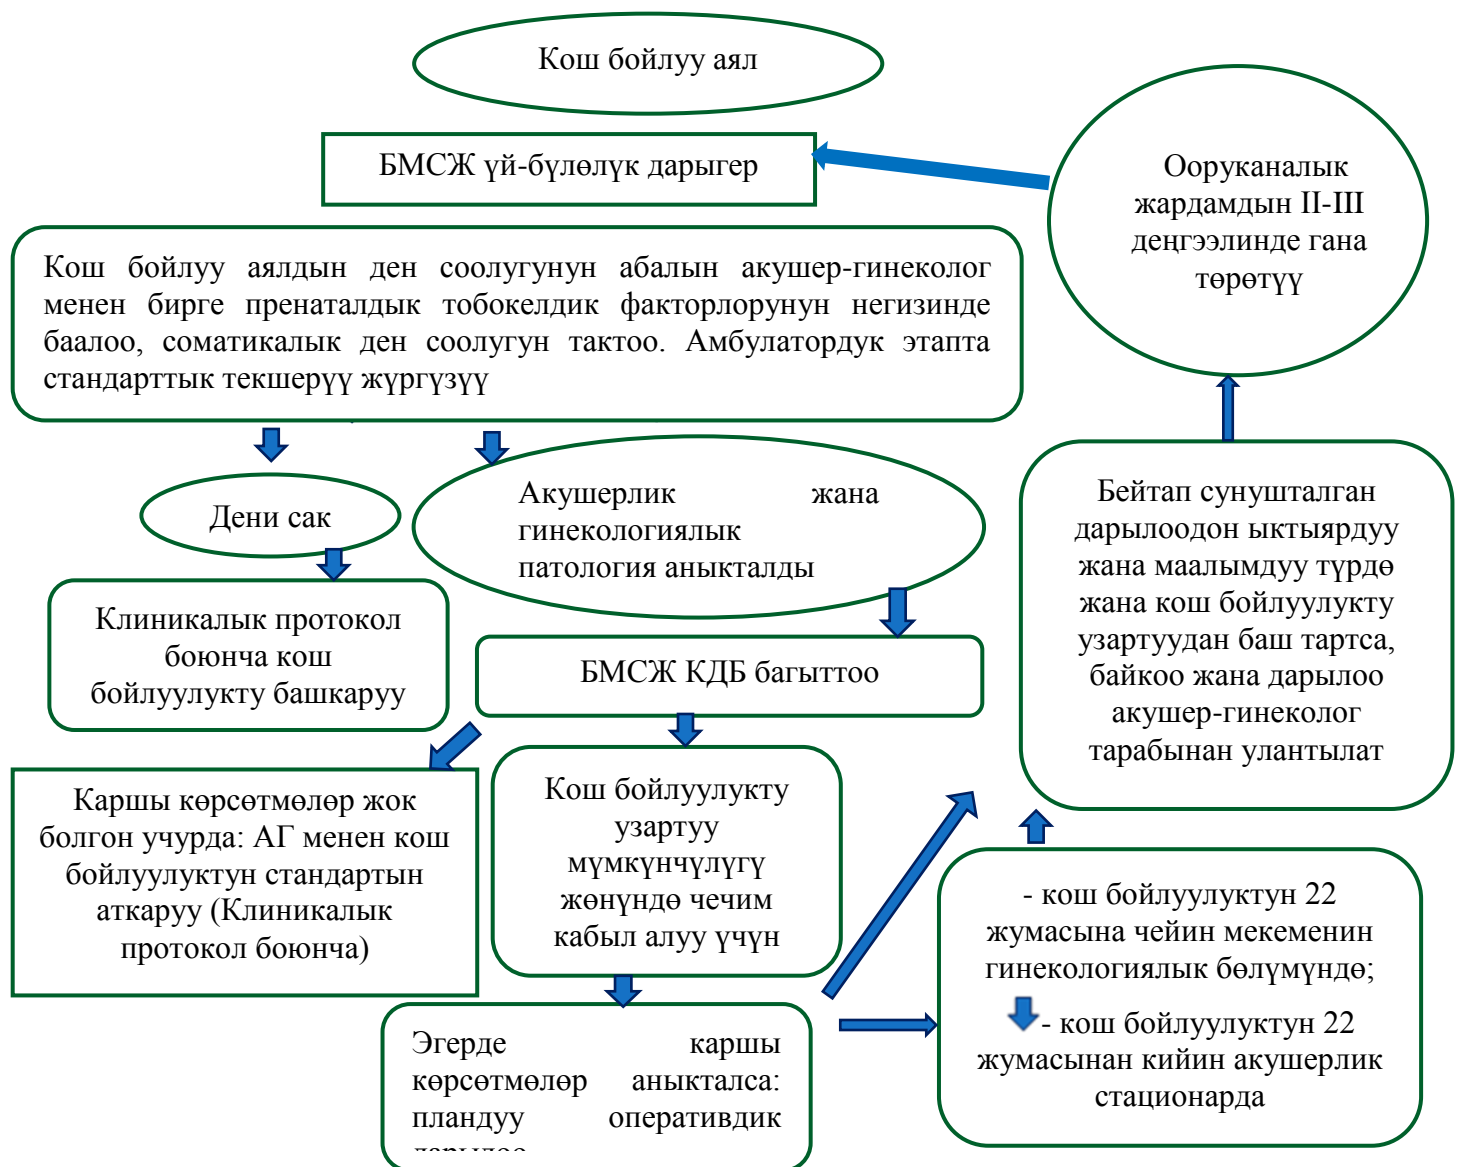 Кош бойлуу аял
БМСЖ үй-бүлөлүк дарыгер
Ооруканалык
жардамдын II-III
деңгээлинде гана
төрөтүү
Кош бойлуу аялдын ден соолугунун абалын акушер-гинеколог
менен бирге пренаталдык тобокелдик факторлорунун негизинде
баалоо, соматикалык ден соолугун тактоо. Амбулатордук этапта
стандарттык текшерүү жүргүзүү
Дени сак
Акушерлик жана
гинекологиялык
патология аныкталды
Бейтап сунушталган
дарылоодон ыктыярдуу
жана маалымдуу түрдө
жана кош бойлуулукту
узартуудан баш тартса,
байкоо жана дарылоо
акушер-гинеколог
тарабынан улантылат
Клиникалык протокол
боюнча кош
бойлуулукту башкаруу
БМСЖ КДБ багыттоо
Каршы көрсөтмөлөр жок
болгон учурда: АГ менен кош
бойлуулуктун стандартын
аткаруу (Клиникалык
протокол боюнча)
Кош бойлуулукту
узартуу
мүмкүнчүлүгү
жөнүндө чечим
кабыл алуу үчүн
- кош бойлуулуктун 22
жумасына чейин мекеменин
гинекологиялык бөлүмүндө;
- кош бойлуулуктун 22
жумасынан кийин акушерлик
стационарда
Эгерде каршы
көрсөтмөлөр аныкталса:
пландуу оперативдик